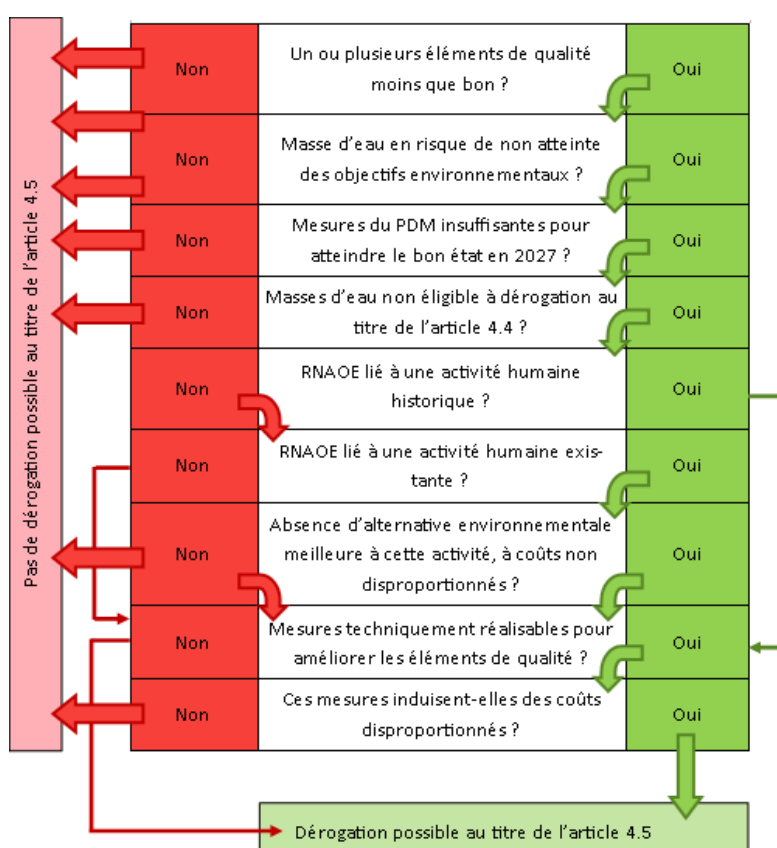 Pas de dérogation possible au titre de l'article 4.5
Non
Un ou plusieurs éléments de qualité
moins que bon ?
Oui
Non
Masse d'eau en risque de non atteinte
des objectifs environnementaux ?
Oui
Non
Mesures du PDM insuffisantes pour
atteindre le bon état en 2027 ?
Oui
Non
Masses d'eau non éligible à dérogation au
titre de l'article 4.4 ?
Oui
Non
RNAOE lié à une activité humaine
historique ?
Oui
Non
RNAOE lié à une activité humaine exis-
tante ?
Oui
Non
Absence d'alternative environnementale
meilleure à cette activité, à coûts non
disproportionnés ?
Oui
Non
Mesures techniquement réalisables pour
améliorer les éléments de qualité ?
Oui
Non
Ces mesures induisent-elles des coûts
disproportionnés ?
Oui
Dérogation possible au titre de l'article 4.5